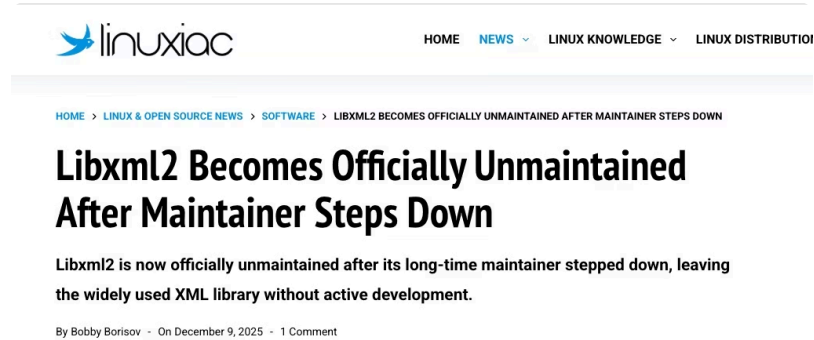 linuxiac
HOME NEWS LINUX KNOWLEDGE LINUX DISTRIBUTION
HOME > LINUX & OPEN SOURCE NEWS > SOFTWARE > LIBXML2 BECOMES OFFICIALLY UNMAINTAINED AFTER MAINTAINER STEPS DOWN
Libxml2 Becomes Officially Unmaintained
After Maintainer Steps Down
Libxml2 is now officially unmaintained after its long-time maintainer stepped down, leaving
the widely used XML library without active development.
By Bobby Borisov - On December 9, 2025 - 1 Comment